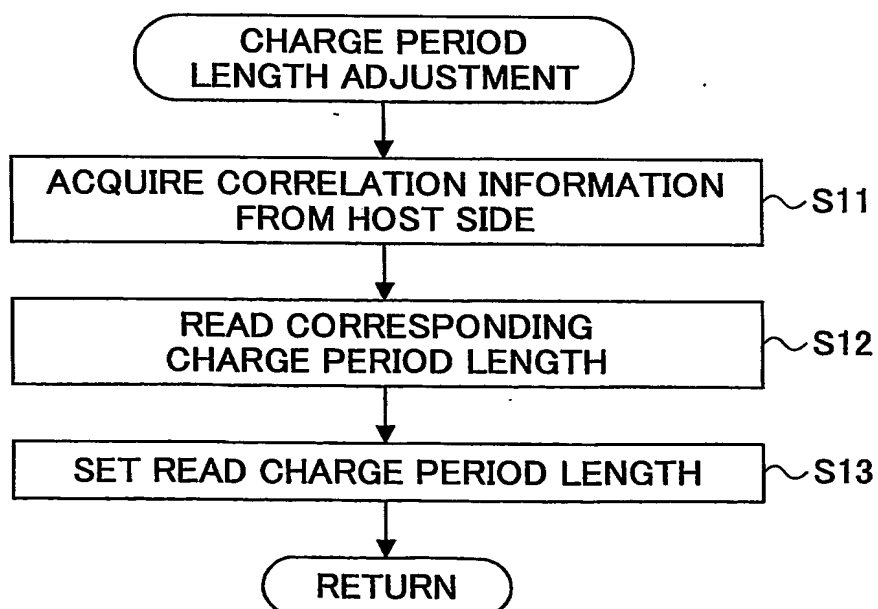 CHARGE PERIOD
LENGTH ADJUSTMENT
ACQUIRE CORRELATION INFORMATION
FROM HOST SIDE
S11
READ CORRESPONDING
CHARGE PERIOD LENGTH
S12
SET READ CHARGE PERIOD LENGTH
S13
RETURN